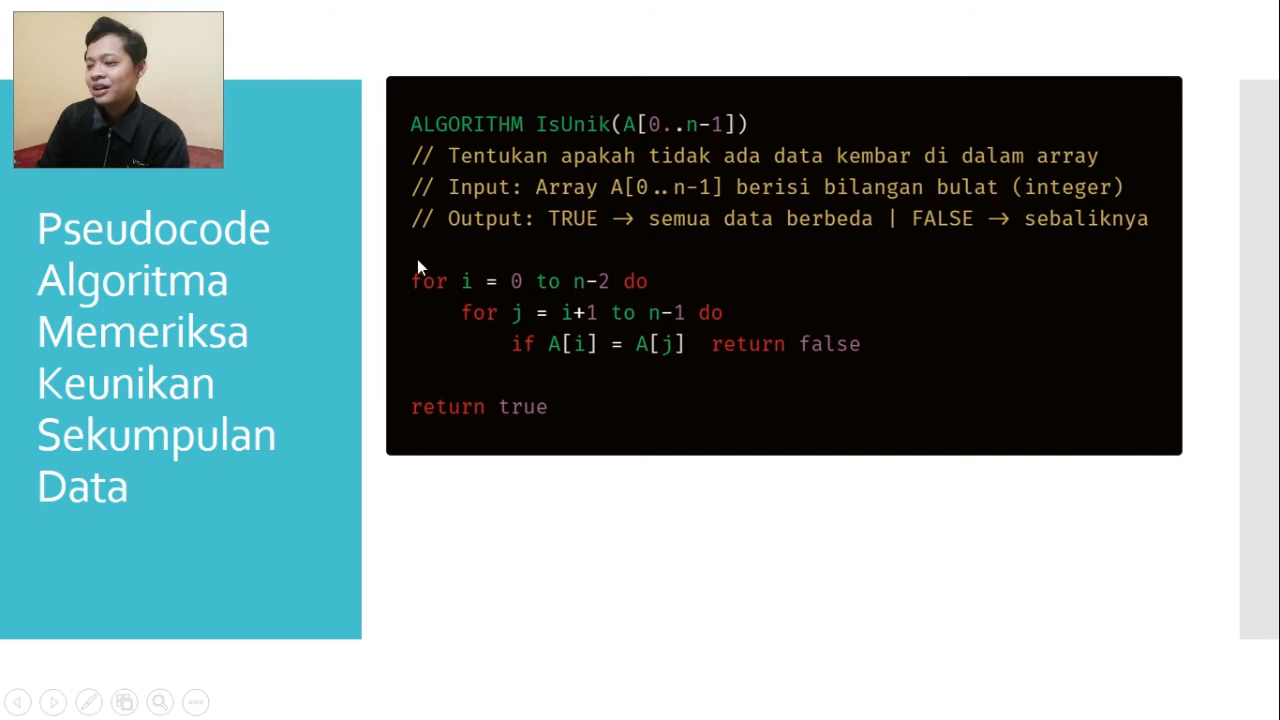 Pseudocode
Algoritma
Memeriksa
Keunikan
Sekumpulan
Data
ALGORITHM IsUnik(A[0..n-1])
// Tentukan apakah tidak ada data kembar di dalam array
// Input: Array A[0..n-1] berisi bilangan bulat (integer)
// Output: TRUE → semua data berbeda | FALSE → sebaliknya
for i = 0 to n-2 do
for j = i+1 to n-1 do
if A[i] = A[j]  return false
return true